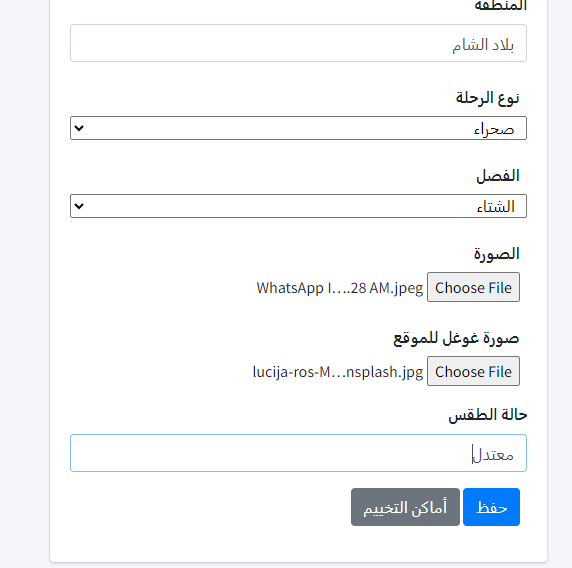 المنطقة
بلاد الشام
نوع الرحلة
صحراء
الفصل
الشتاء
الصورة
Choose File WhatsApp I....28 AM.jpeg
صورة غوغل للموقع
Choose File lucija-ros-M...nsplash.jpg
حالة الطقس
معتدل
حفظ أماكن التخييم